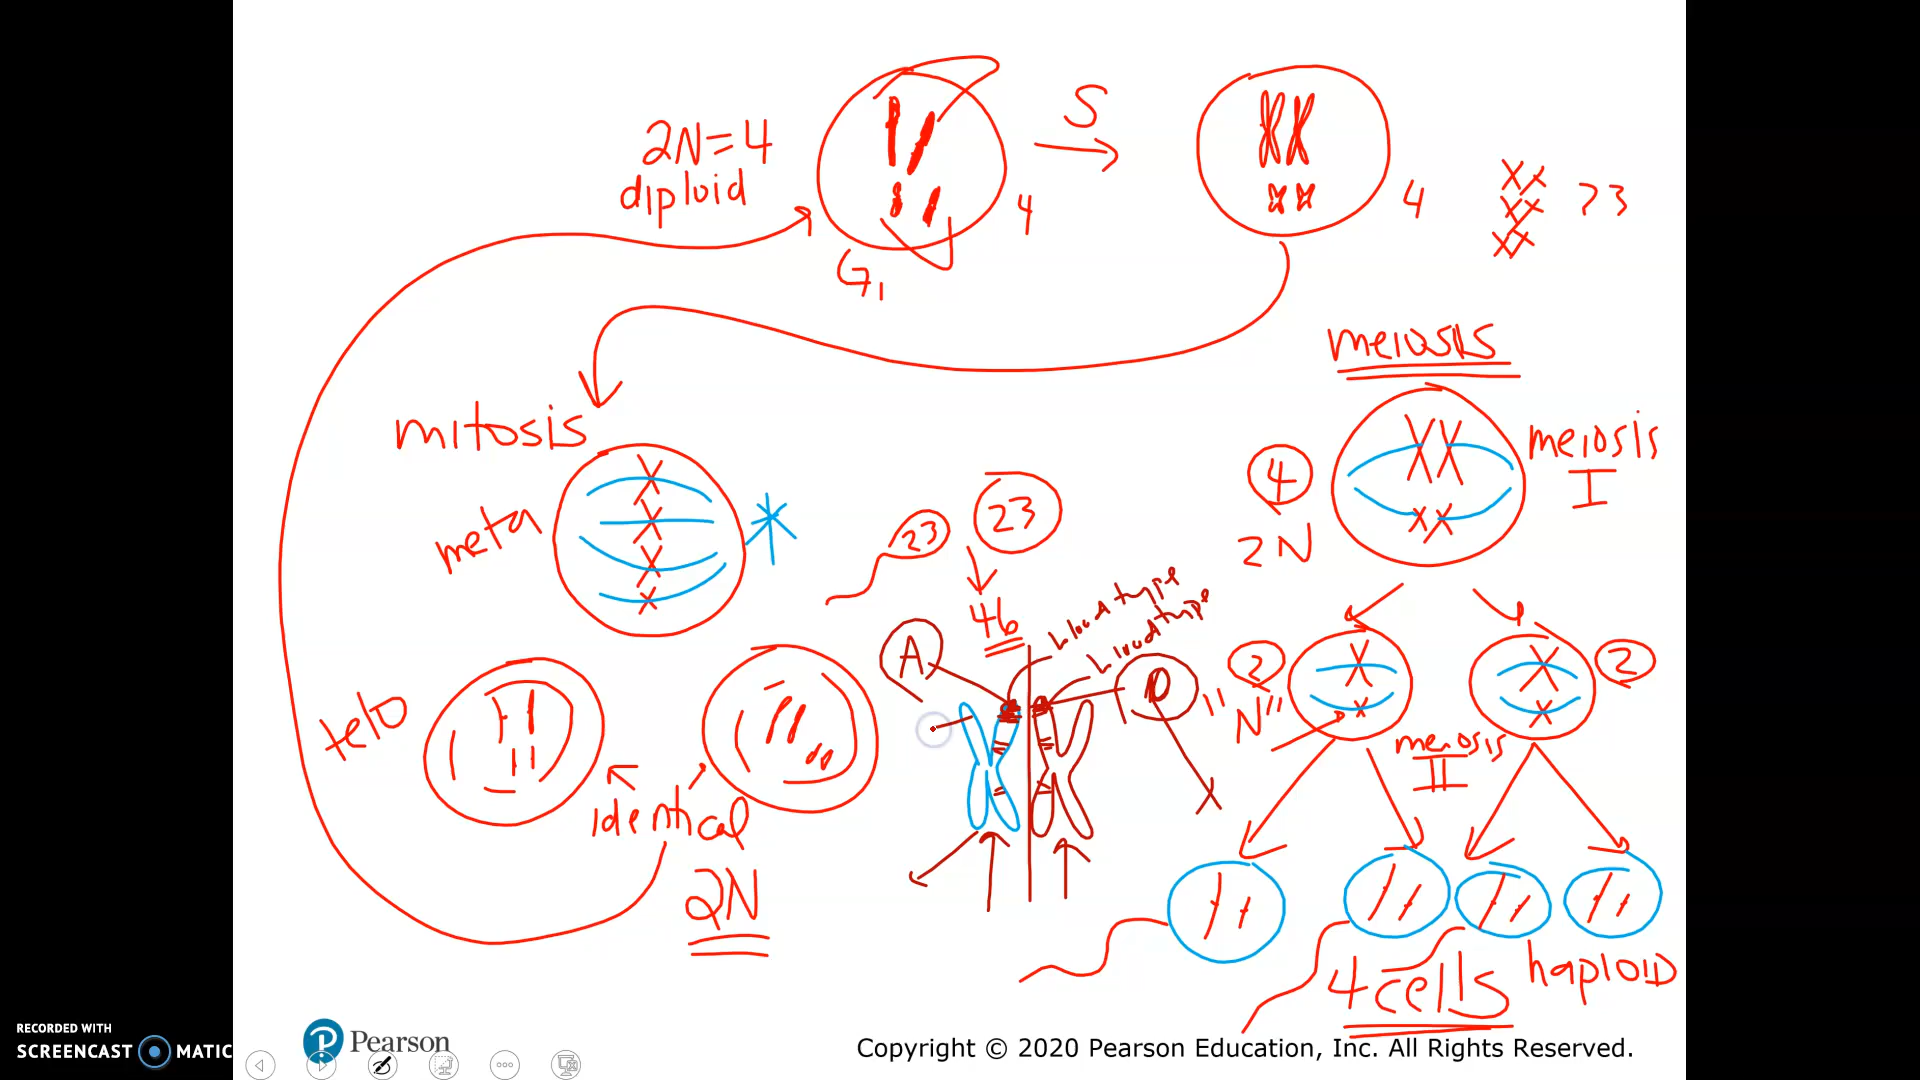 2N=4
diploid
4
G1
S
4
23
mitosis
meta
telo
identical
2N
23
23
46
A
blood type
blood type
O
meiosis
4
2N
meiosis
I
2
"N"
2
meiosis
II
4 cells
haploid
RECORDED WITH
SCREENCAST MATIC
Pearson
Copyright © 2020 Pearson Education, Inc. All Rights Reserved.